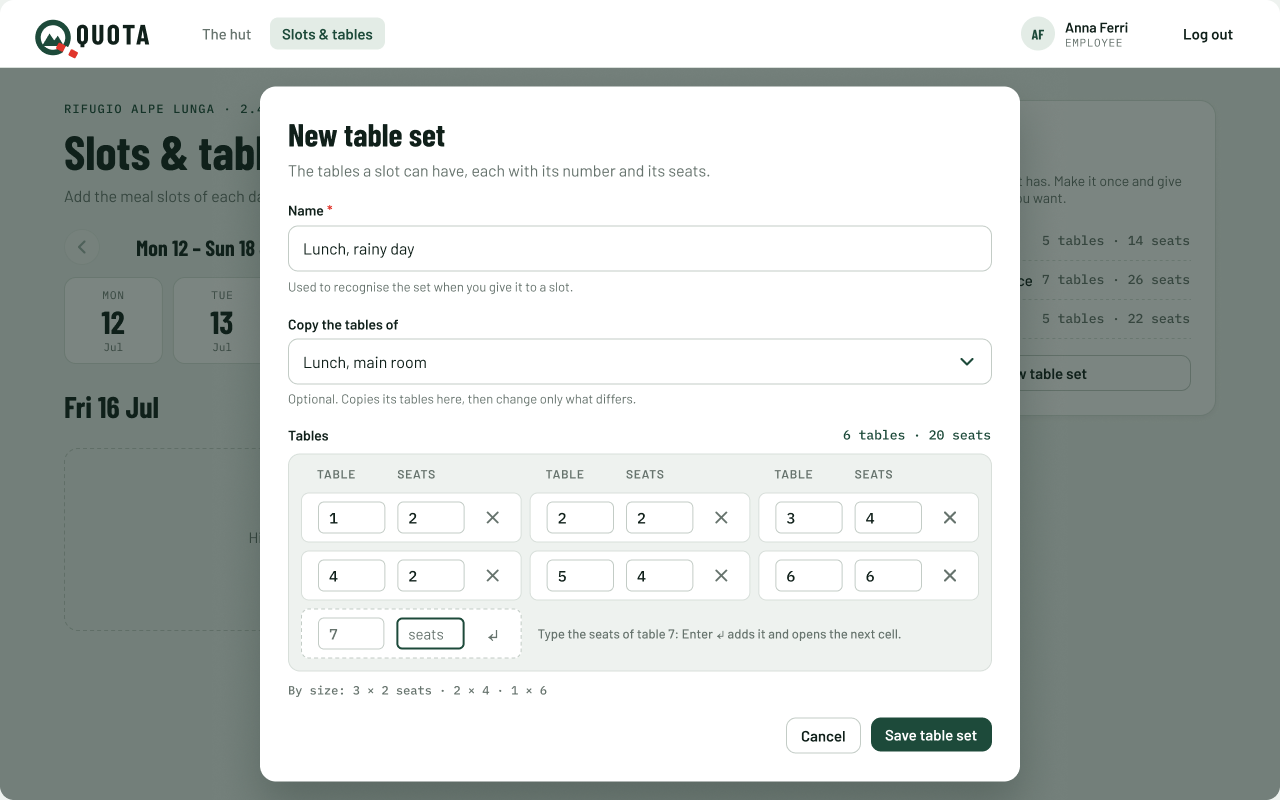 QUOTA
The hut
Slots & tables
AF
Anna Ferri
EMPLOYEE
Log out
RIFUGIO ALPE LUNGA
Slots &
Add the meal slots of each
Mon 12 – Sun 18
MON
12
Jul
TUE
13
Jul
Fri 16 Jul
has. Make it once and give
want.
5 tables · 14 seats
7 tables · 26 seats
5 tables · 22 seats
table set
New table set
The tables a slot can have, each with its number and its seats.
Name *
Lunch, rainy day
Used to recognise the set when you give it to a slot.
Copy the tables of
Lunch, main room
Optional. Copies its tables here, then change only what differs.
Tables
6 tables · 20 seats
TABLE SEATS TABLE SEATS TABLE SEATS
1 2 2 2 3 4
4 2 5 4 6 6
7 seats ↵ Type the seats of table 7: Enter ↵ adds it and opens the next cell.
By size: 3 × 2 seats · 2 × 4 · 1 × 6
Cancel
Save table set